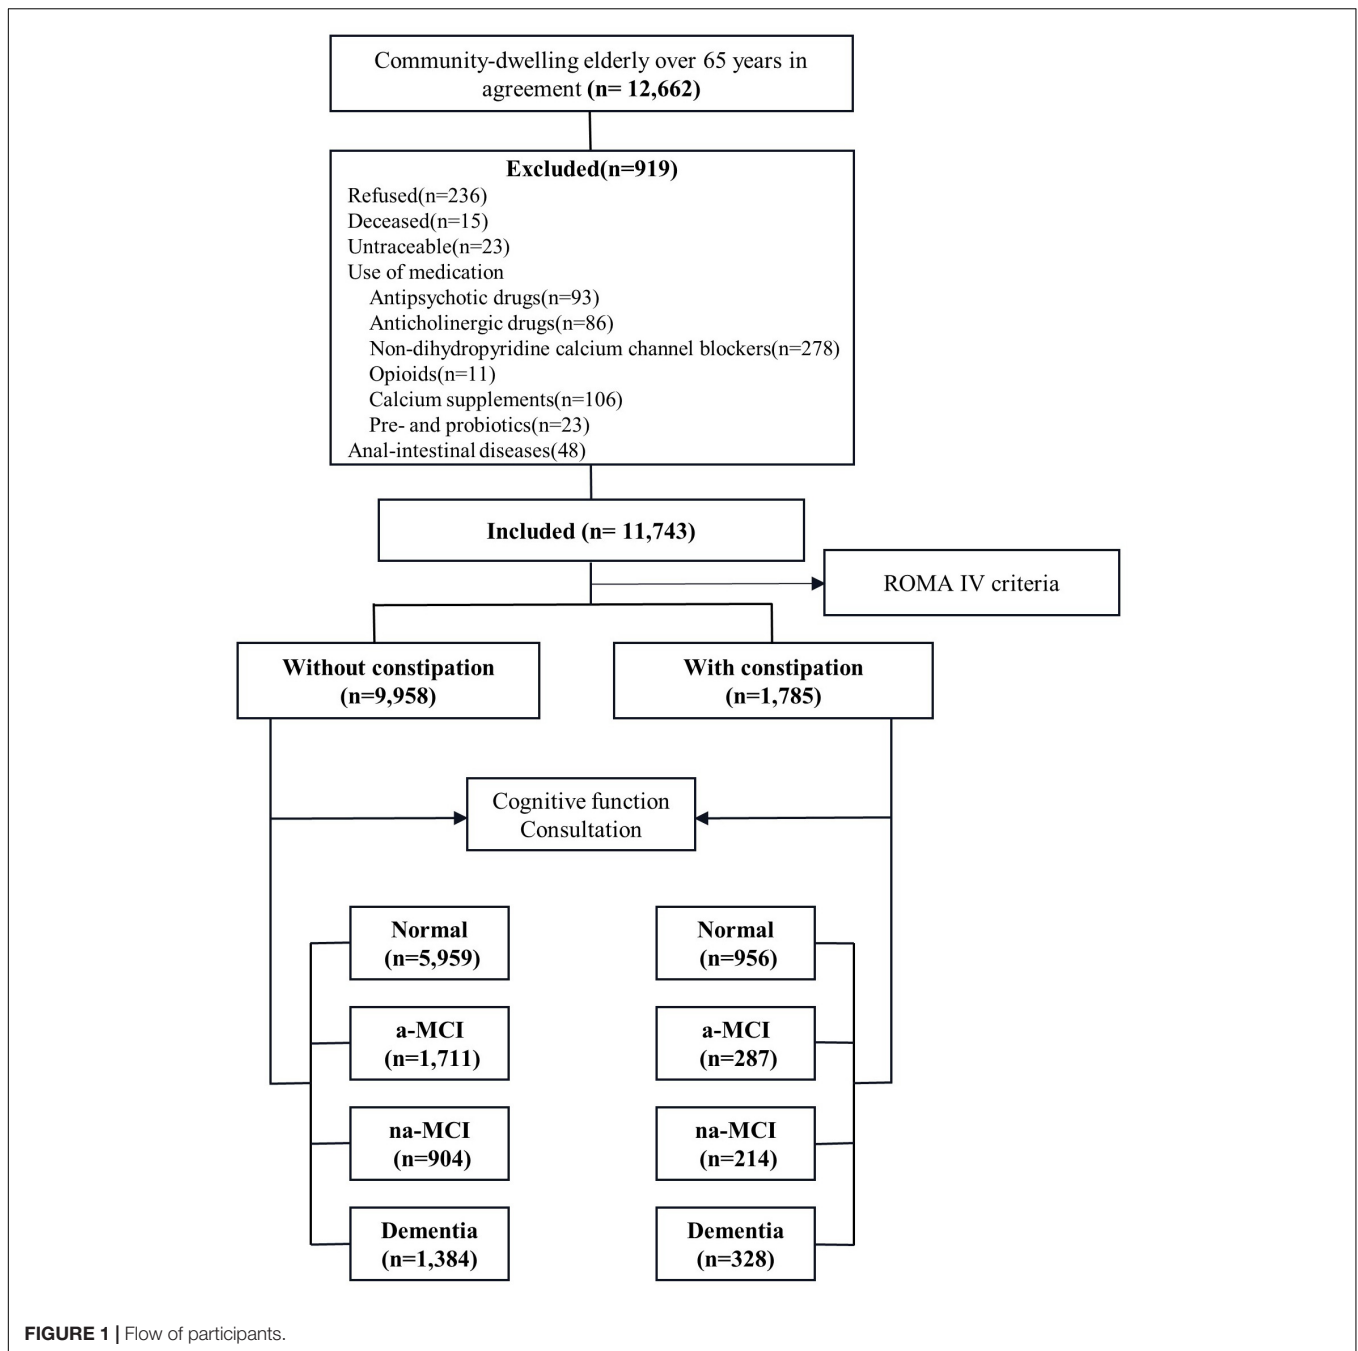 Community-dwelling elderly over 65 years in
agreement (n= 12,662)
Excluded(n=919)
Refused(n=236)
Deceased(n=15)
Untraceable(n=23)
Use of medication
Antipsychotic drugs(n=93)
Anticholinergic drugs(n=86)
Non-dihydropyridine calcium channel blockers(n=278)
Opioids(n=11)
Calcium supplements(n=106)
Pre- and probiotics(n=23)
Anal-intestinal diseases(48)
Included (n= 11,743)
ROMA IV criteria
Without constipation
(n=9,958)
With constipation
(n=1,785)
Cognitive function
Consultation
Normal
(n=5,959)
Normal
(n=956)
a-MCI
(n=1,711)
a-MCI
(n=287)
na-MCI
(n=904)
na-MCI
(n=214)
Dementia
(n=1,384)
Dementia
(n=328)
FIGURE 1 | Flow of participants.